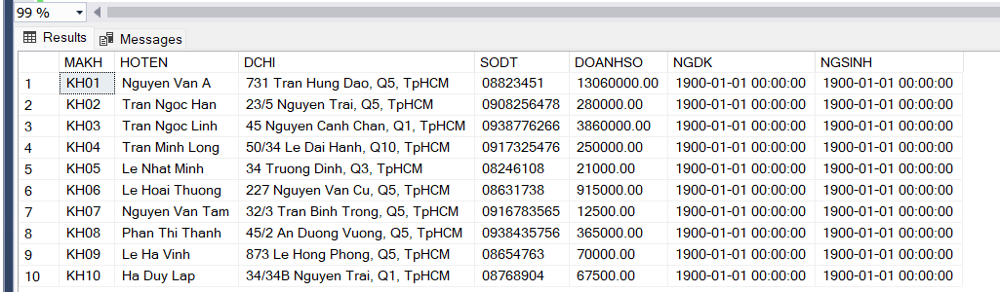 99 %
Results Messages
MAKH HOTEN DCHI SODT DOANHSO NGDK NGSINH
1 KH01 Nguyen Van A 731 Tran Hung Dao, Q5, TpHCM 08823451 13060000.00 1900-01-01 00:00:00 1900-01-01 00:00:00
2 KH02 Tran Ngoc Han 23/5 Nguyen Trai, Q5, TpHCM 0908256478 280000.00 1900-01-01 00:00:00 1900-01-01 00:00:00
3 KH03 Tran Ngoc Linh 45 Nguyen Canh Chan, Q1, TpHCM 0938776266 3860000.00 1900-01-01 00:00:00 1900-01-01 00:00:00
4 KH04 Tran Minh Long 50/34 Le Dai Hanh, Q10, TpHCM 0917325476 250000.00 1900-01-01 00:00:00 1900-01-01 00:00:00
5 KH05 Le Nhat Minh 34 Truong Dinh, Q3, TpHCM 08246108 21000.00 1900-01-01 00:00:00 1900-01-01 00:00:00
6 KH06 Le Hoai Thuong 227 Nguyen Van Cu, Q5, TpHCM 08631738 915000.00 1900-01-01 00:00:00 1900-01-01 00:00:00
7 KH07 Nguyen Van Tam 32/3 Tran Binh Trong, Q5, TpHCM 0916783565 12500.00 1900-01-01 00:00:00 1900-01-01 00:00:00
8 KH08 Phan Thi Thanh 45/2 An Duong Vuong, Q5, TpHCM 0938435756 365000.00 1900-01-01 00:00:00 1900-01-01 00:00:00
9 KH09 Le Ha Vinh 873 Le Hong Phong, Q5, TpHCM 08654763 70000.00 1900-01-01 00:00:00 1900-01-01 00:00:00
10 KH10 Ha Duy Lap 34/34B Nguyen Trai, Q1, TpHCM 08768904 67500.00 1900-01-01 00:00:00 1900-01-01 00:00:00